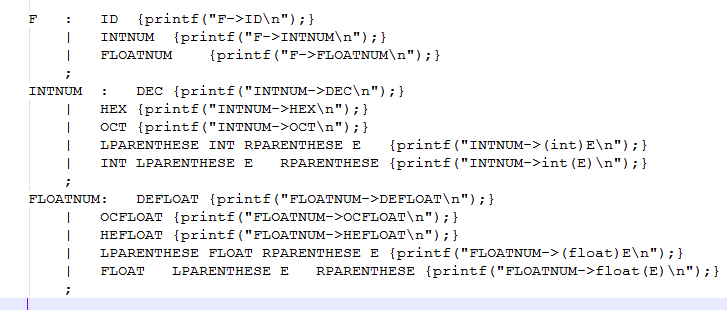 F : ID {printf("F->ID\n");}
| INTNUM {printf("F->INTNUM\n");}
| FLOATNUM {printf("F->FLOATNUM\n");}
;
INTNUM : DEC {printf("INTNUM->DEC\n");}
| HEX {printf("INTNUM->HEX\n");}
| OCT {printf("INTNUM->OCT\n");}
| LPARENTHESE INT RPARENTHESE E {printf("INTNUM->(int)E\n");}
| INT LPARENTHESE E RPARENTHESE {printf("INTNUM->int(E)\n");}
;
FLOATNUM: DEFLOAT {printf("FLOATNUM->DEFLOAT\n");}
| OCFLOAT {printf("FLOATNUM->OCFLOAT\n");}
| HEFLOAT {printf("FLOATNUM->HEFLOAT\n");}
| LPARENTHESE FLOAT RPARENTHESE E {printf("FLOATNUM->(float)E\n");}
| FLOAT LPARENTHESE E RPARENTHESE {printf("FLOATNUM->float(E)\n");}
;